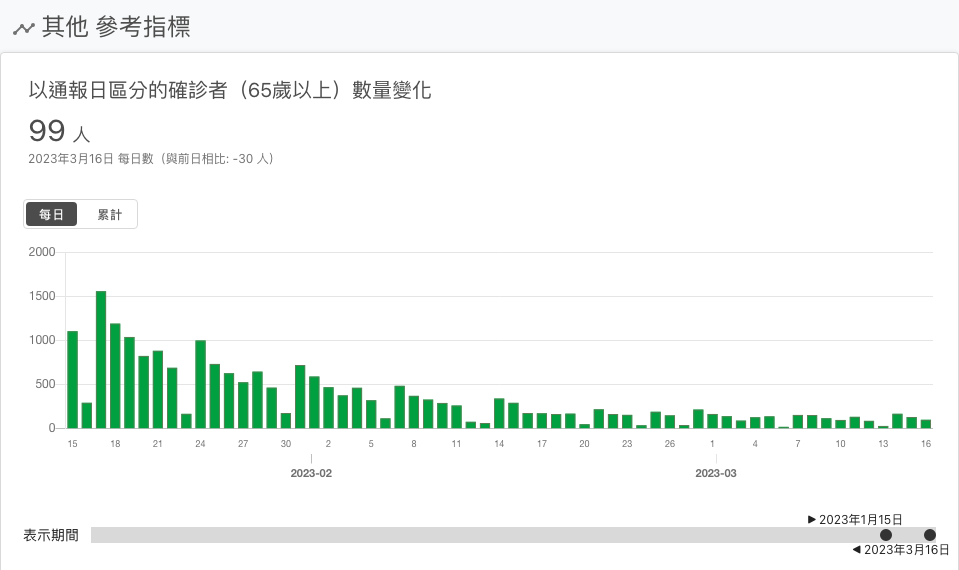 其他 參考指標
以通報日區分的確診者（65歲以上）數量變化
99 人
2023年3月16日 每日數（與前日相比: -30 人）
每日 累計
2000
1500
1000
500
0
15 18 21 24 27 30 2 5 8 11 14 17 20 23 26 1 4 7 10 13 16
2023-02 2023-03
▶ 2023年1月15日
表示期間
◀ 2023年3月16日